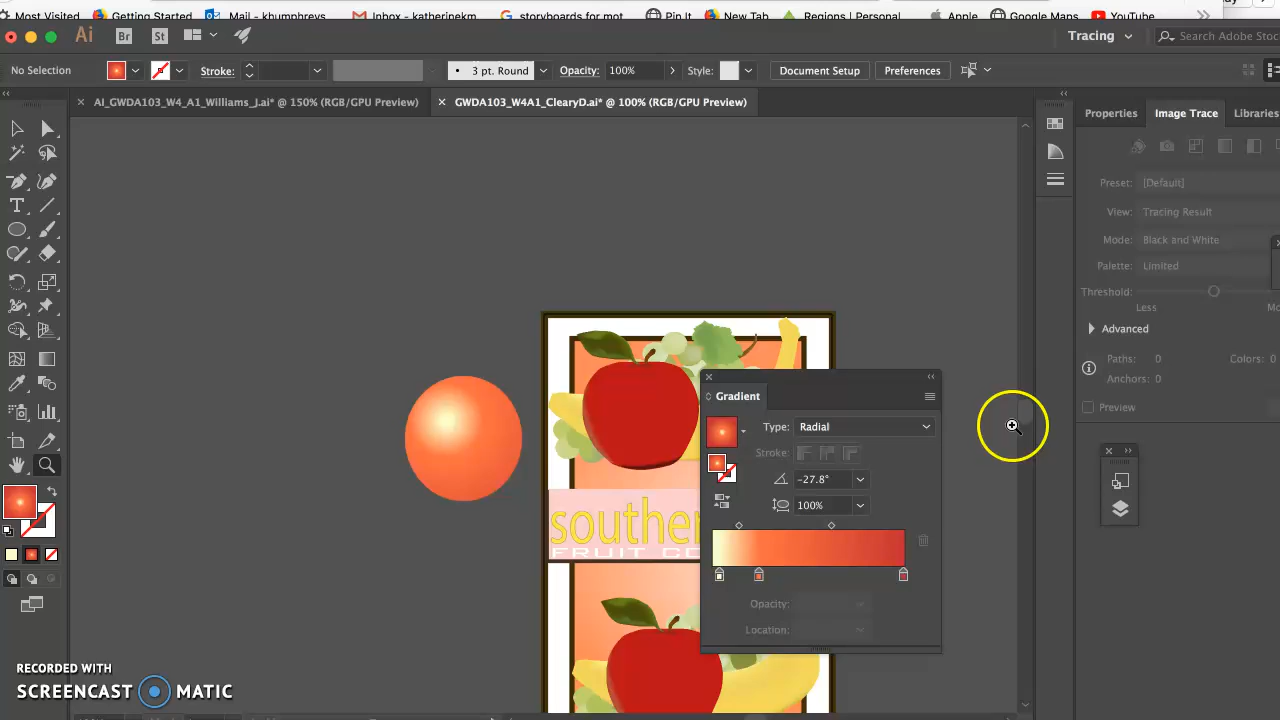 Getting Started
Mail - khumphreys
Inbox - katherinekm
storyboards for mot
Pin It
New Tab
Regions | Personal
Apple
Google Maps
YouTube
Ai
Br
St
Tracing
Search Adobe Stoc
No Selection
Stroke:
3 pt. Round
Opacity: 100%
Style:
Document Setup
Preferences
AI_GWDA103_W4_A1_Williams_J.ai* @ 150% (RGB/GPU Preview)
GWDA103_W4A1_ClearyD.ai* @ 100% (RGB/GPU Preview)
Properties
Image Trace
Libraries
Preset: [Default]
View: Tracing Result
Mode: Black and White
Palette: Limited
Threshold:
Less
Mo
Advanced
Paths: 0
Colors: 0
Anchors: 0
Preview
Gradient
Type: Radial
Stroke:
-27.8°
100%
Opacity:
Location:
souther
FRUIT CO
RECORDED WITH
SCREENCAST MATIC